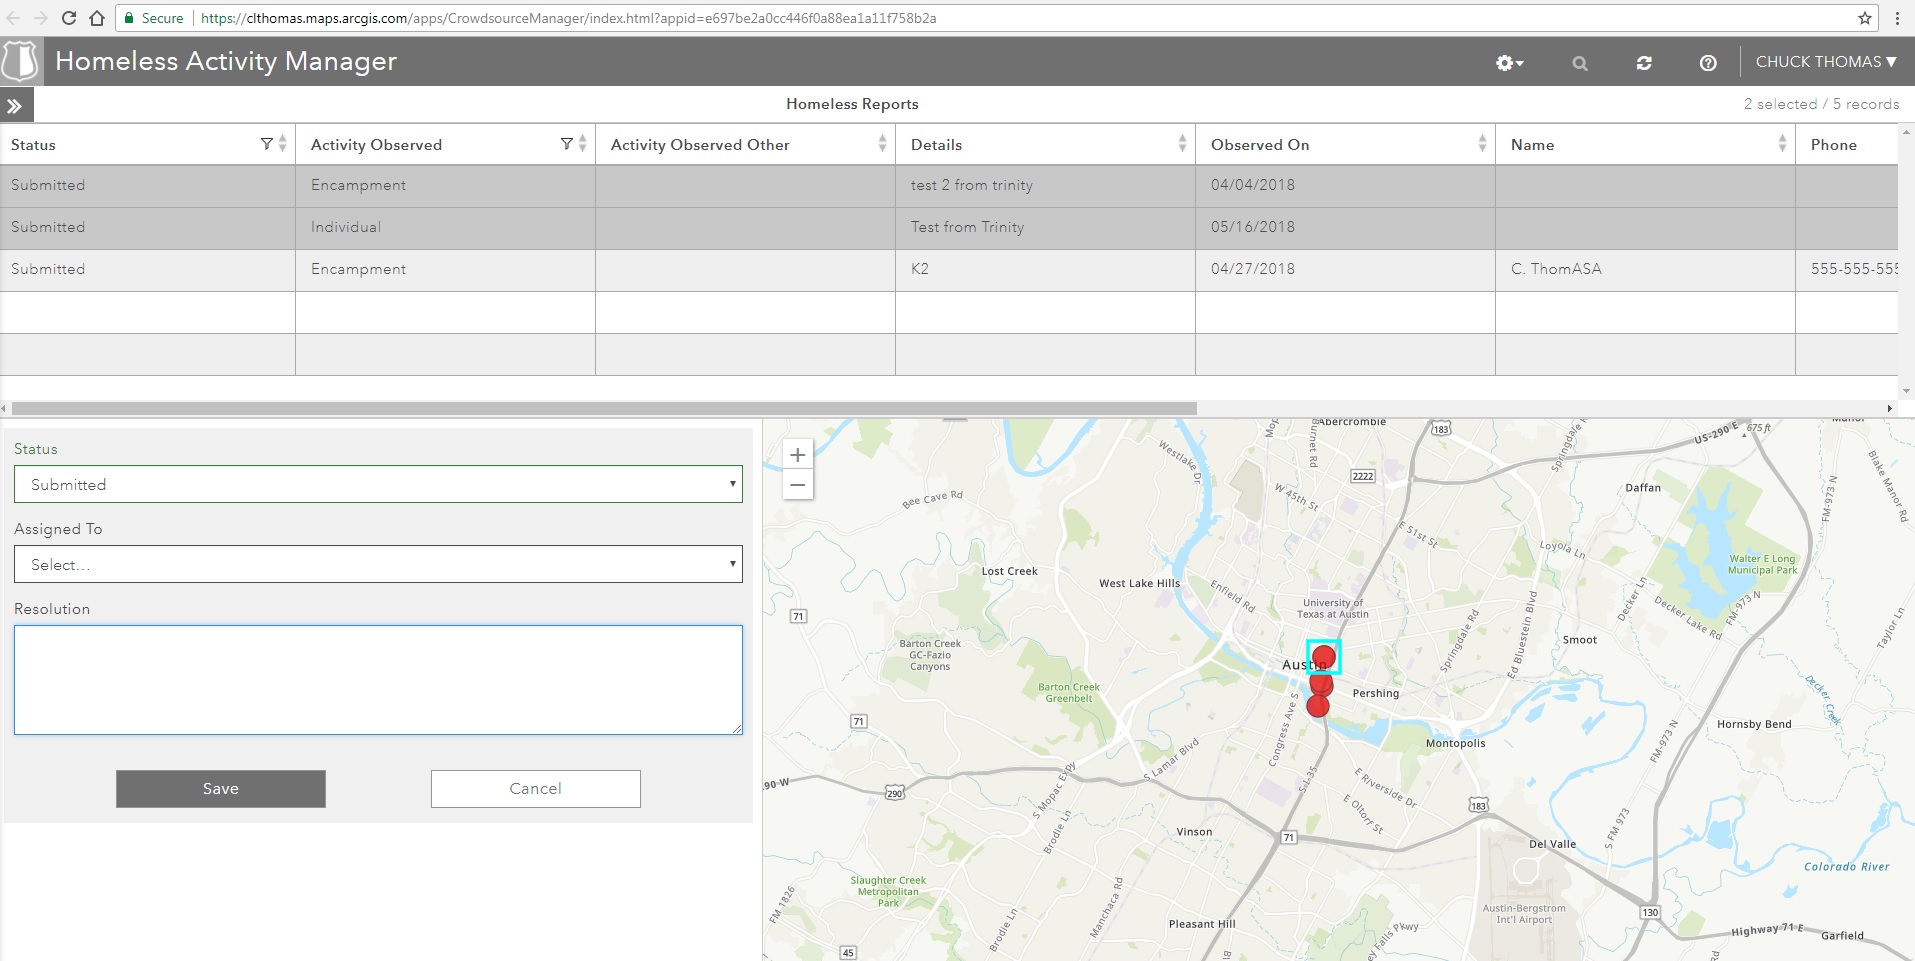 Secure https://clthomas.maps.arcgis.com/apps/CrowdsourceManager/index.html?appid=e697be2a0cc446f0a88ea1a11f758b2a
Homeless Activity Manager
CHUCK THOMAS
Homeless Reports
2 selected / 5 records
Status Activity Observed Activity Observed Other Details Observed On Name Phone
Submitted Encampment test 2 from trinity 04/04/2018
Submitted Individual Test from Trinity 05/16/2018
Submitted Encampment K2 04/27/2018 C. ThomASA 555-555-555
Status
Submitted
Assigned To
Select...
Resolution
Save Cancel
+
−
Abercrombie
183
US-290 E
675 ft
Manor
Burnet Rd
Westlake Dr
Springdale Rd
Blake Manor Rd
2222
Daffan
FM-973 N
Bee Cave Rd
W 45th St
E 51st St
Loyola Ln
Walter E Long
Municipal Park
Lost Creek
West Lake Hills
Enfield Rd
University of
Texas at Austin
Decker Ln
Decker Lake Rd
FM-973 N
71
Springdale Rd
Ed Bluestein Blvd
Smoot
Taylor Ln
Barton Creek
GC-Fazio
Canyons
Austin
Barton Creek
Greenbelt
Pershing
Decker Creek
71
Congress Ave S
Hornsby Bend
Montopolis
FM-973 N
S Lamar Blvd
S Mopac Expy
S I-35
E Riverside Dr
290-W
290
183
E Oltorf St
Brodie Ln
Vinson
71
S FM 973
Del Valle
Colorado River
Slaughter Creek
Metropolitan
Park
FM 1826
Manchaca Rd
Austin-Bergstrom
Int'l Airport
130
Brodie Ln
Pleasant Hill
Falls Pkwy
Highway 71 E
Garfield
45